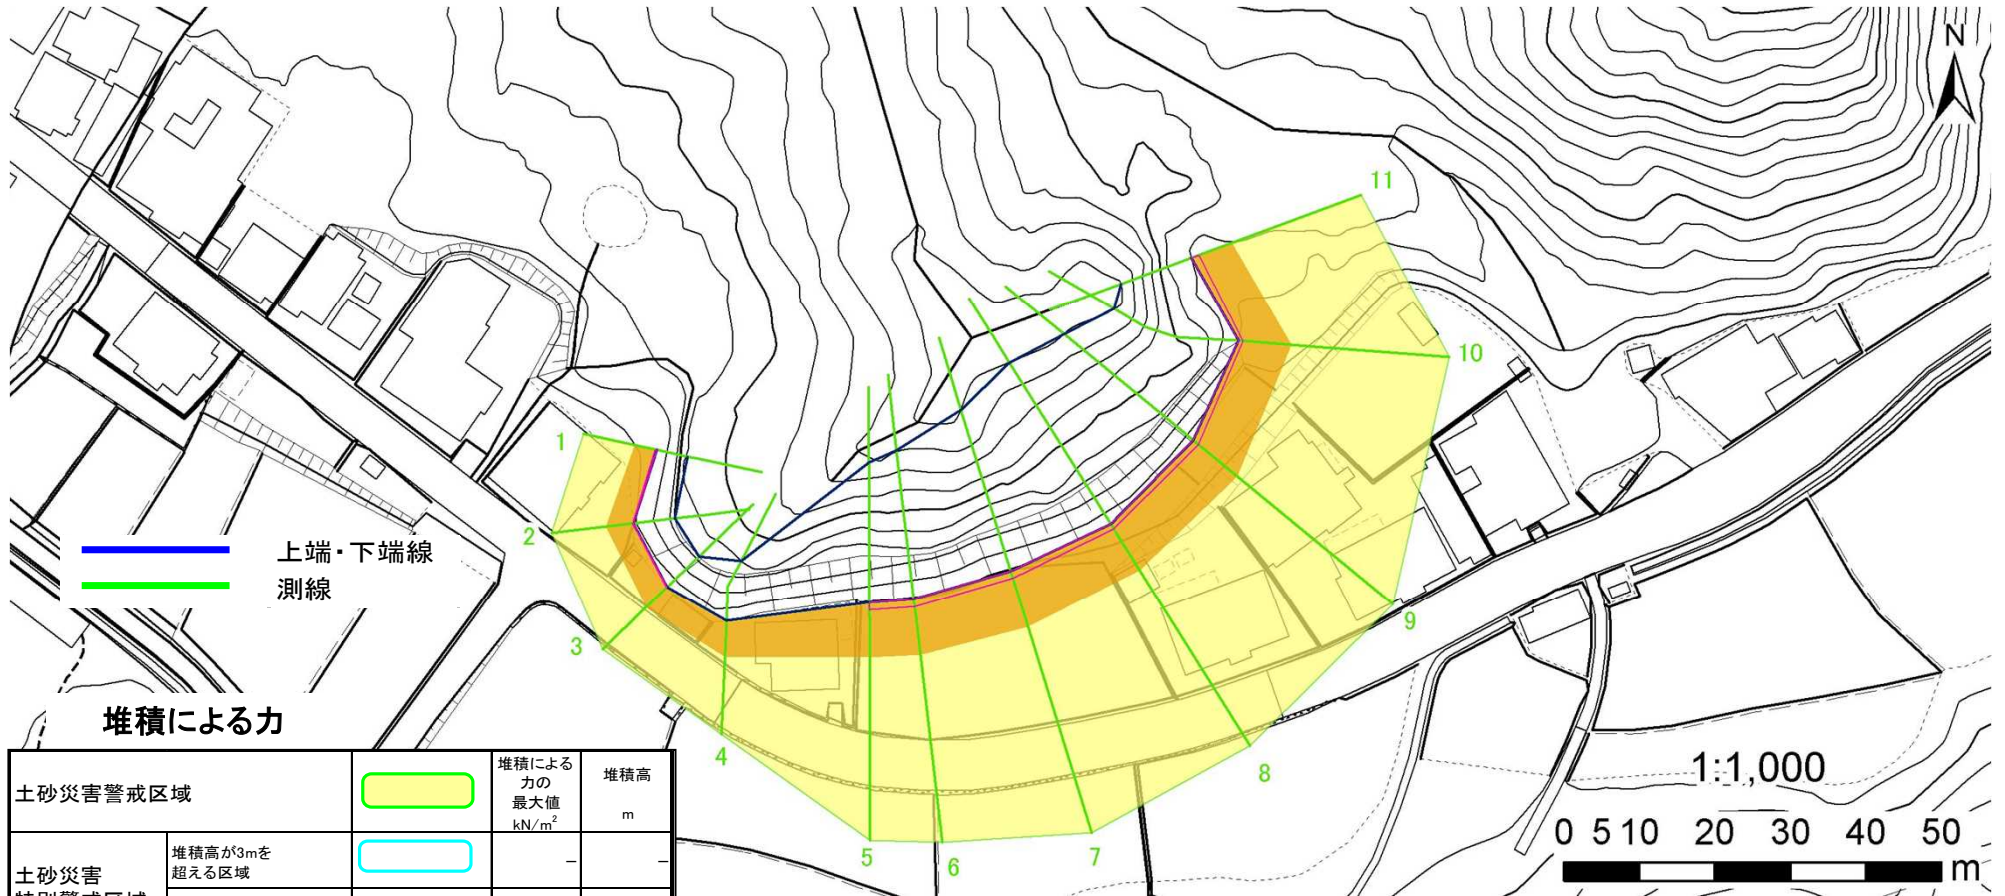 N
11
10
1
2
3
4
5
6
7
8
9
上端・下端線
測線
堆積による力
土砂災害警戒区域
堆積による
力の
最大値
kN/m²
堆積高
m
土砂災害
堆積高が3mを
超える区域
–
–
1:1,000
0 5 10 20 30 40 50
m